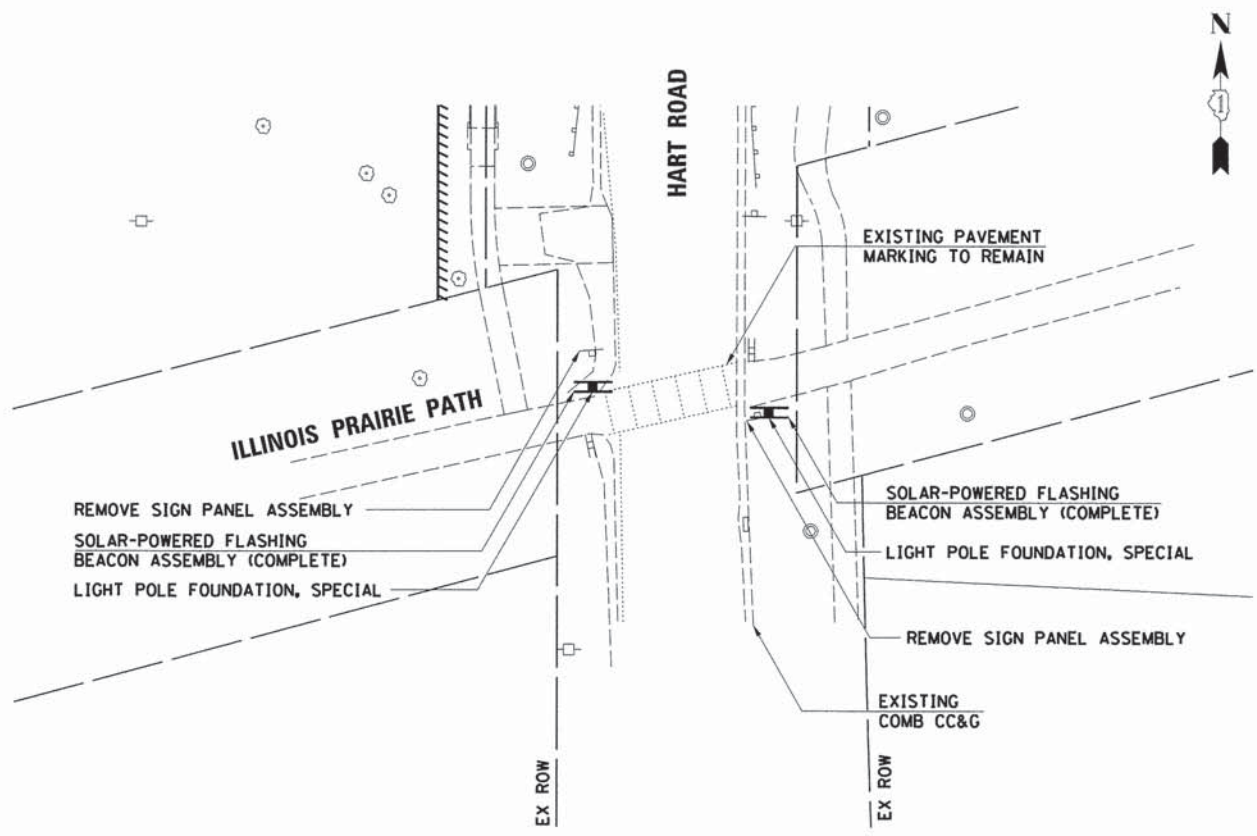 N
1
HART ROAD
EXISTING PAVEMENT
MARKING TO REMAIN
ILLINOIS PRAIRIE PATH
REMOVE SIGN PANEL ASSEMBLY
SOLAR-POWERED FLASHING
BEACON ASSEMBLY (COMPLETE)
LIGHT POLE FOUNDATION, SPECIAL
SOLAR-POWERED FLASHING
BEACON ASSEMBLY (COMPLETE)
LIGHT POLE FOUNDATION, SPECIAL
REMOVE SIGN PANEL ASSEMBLY
EXISTING
COMB CC&G
EX ROW
EX ROW